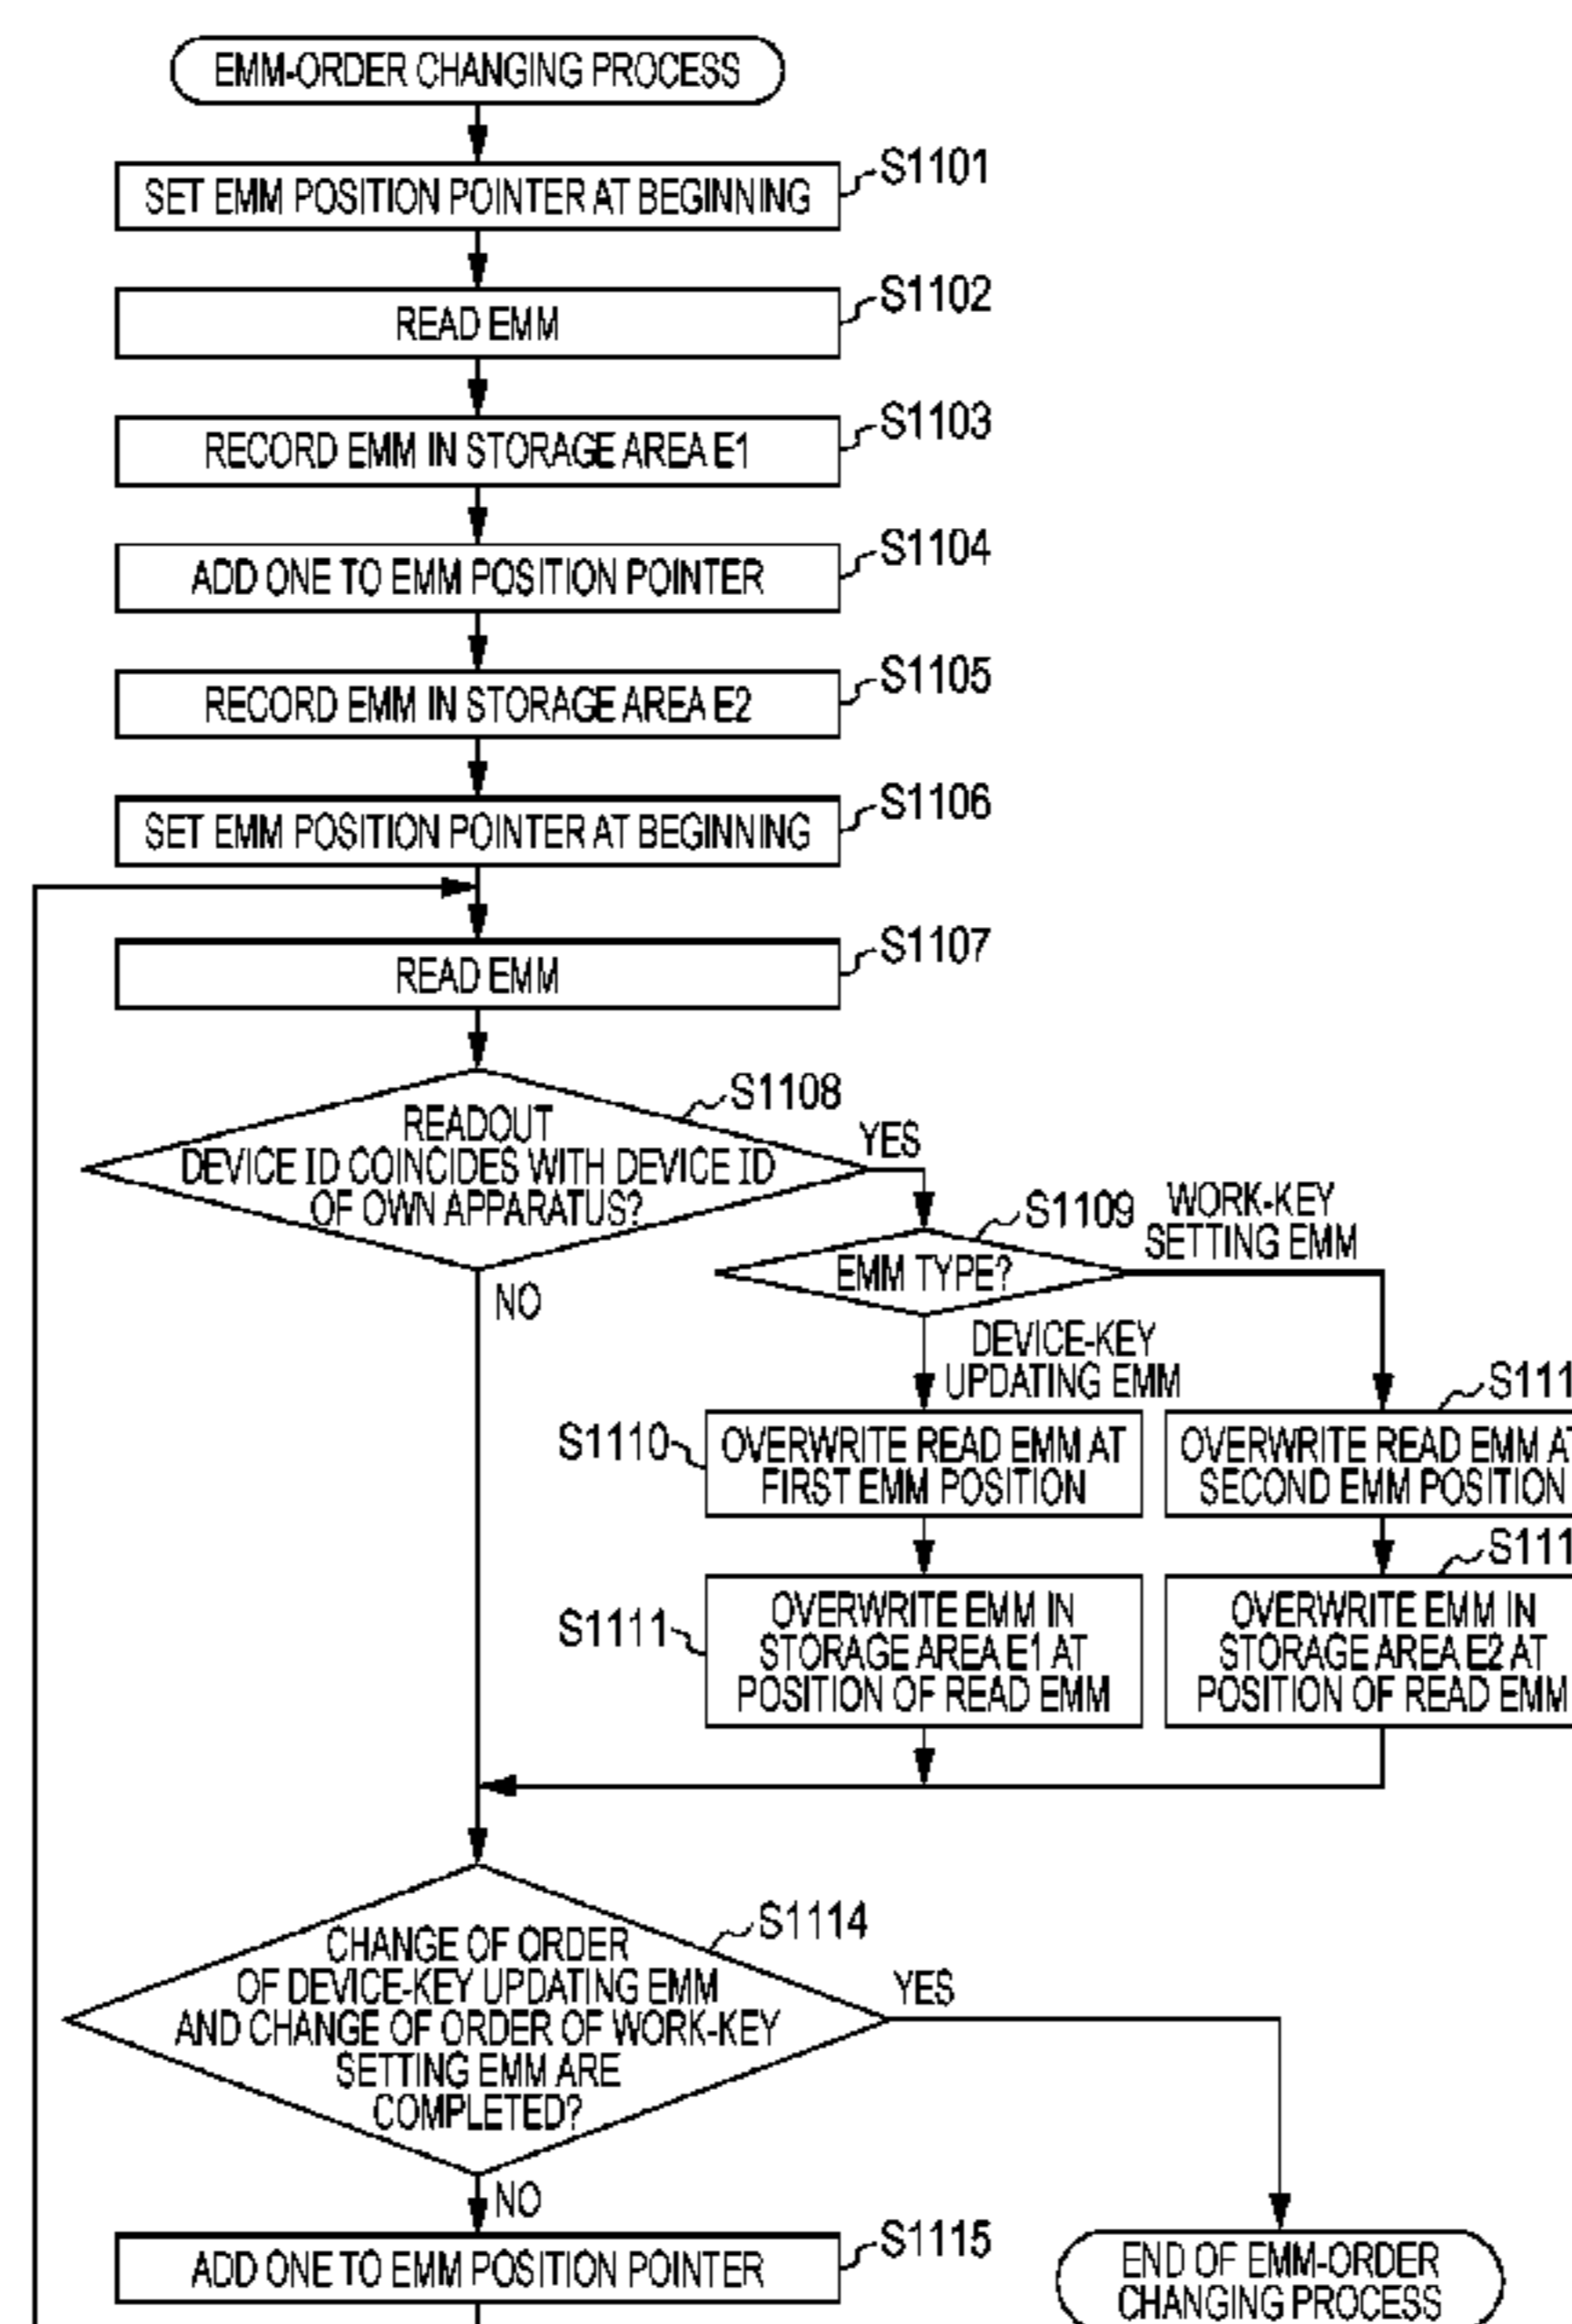 EMM-ORDER CHANGING PROCESS
SET EMM POSITION POINTER AT BEGINNING
S1101
READ EMM
S1102
RECORD EMM IN STORAGE AREA E1
S1103
ADD ONE TO EMM POSITION POINTER
S1104
RECORD EMM IN STORAGE AREA E2
S1105
SET EMM POSITION POINTER AT BEGINNING
S1106
READ EMM
S1107
READOUT
DEVICE ID COINCIDES WITH DEVICE ID
OF OWN APPARATUS?
S1108
YES
NO
EMM TYPE?
S1109
WORK-KEY
SETTING EMM
DEVICE-KEY
UPDATING EMM
S1110
OVERWRITE READ EMM AT
FIRST EMM POSITION
S1111
OVERWRITE EMM IN
STORAGE AREA E1 AT
POSITION OF READ EMM
S111
OVERWRITE READ EMM AT
SECOND EMM POSITION
S111
OVERWRITE EMM IN
STORAGE AREA E2 AT
POSITION OF READ EMM
CHANGE OF ORDER
OF DEVICE-KEY UPDATING EMM
AND CHANGE OF ORDER OF WORK-KEY
SETTING EMM ARE
COMPLETED?
S1114
YES
NO
ADD ONE TO EMM POSITION POINTER
S1115
END OF EMM-ORDER
CHANGING PROCESS